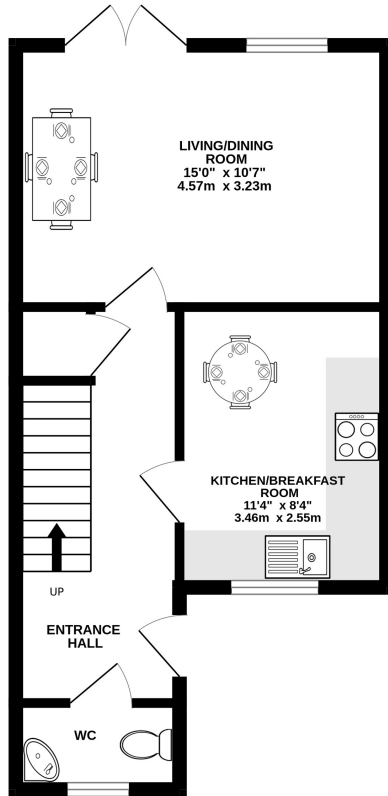 LIVING/DINING
ROOM
15'0" x 10'7"
4.57m x 3.23m
KITCHEN/BREAKFAST
ROOM
11'4" x 8'4"
3.46m x 2.55m
UP
ENTRANCE
HALL
WC